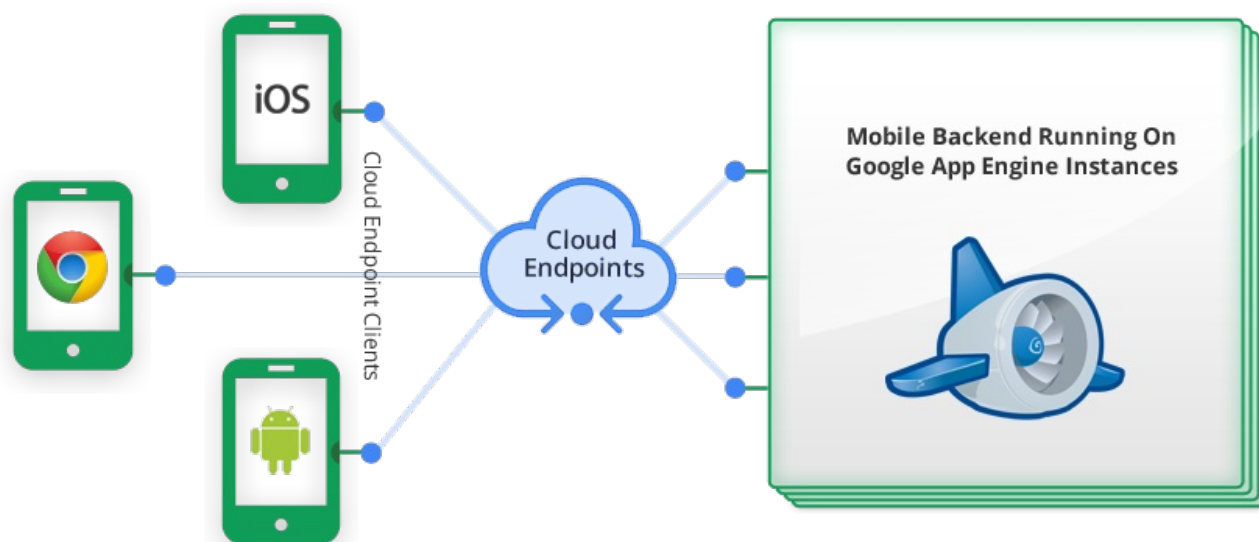 iOS
Cloud Endpoint Clients
Cloud
Endpoints
Mobile Backend Running On
Google App Engine Instances